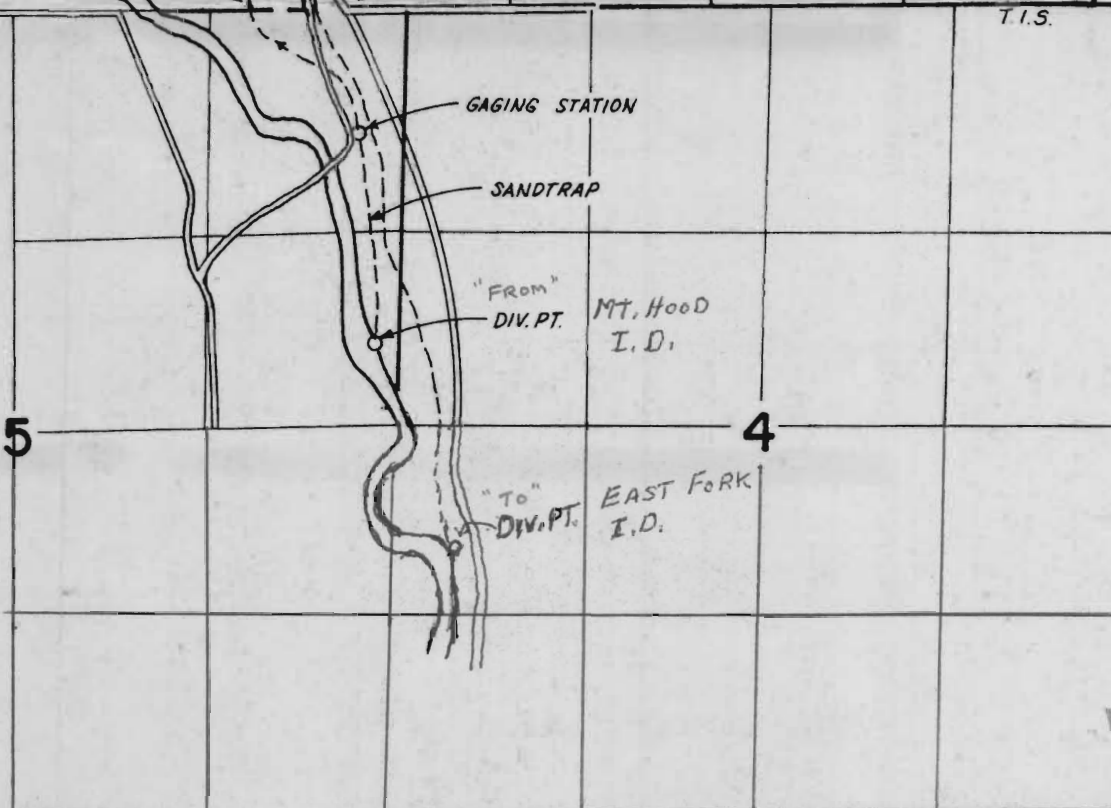 T.I.S.
GAGING STATION
SANDTRAP
"FROM"
DIV. PT. MT. HOOD
I.D.
5
4
"TO" EAST FORK
DIV. PT. I.D.